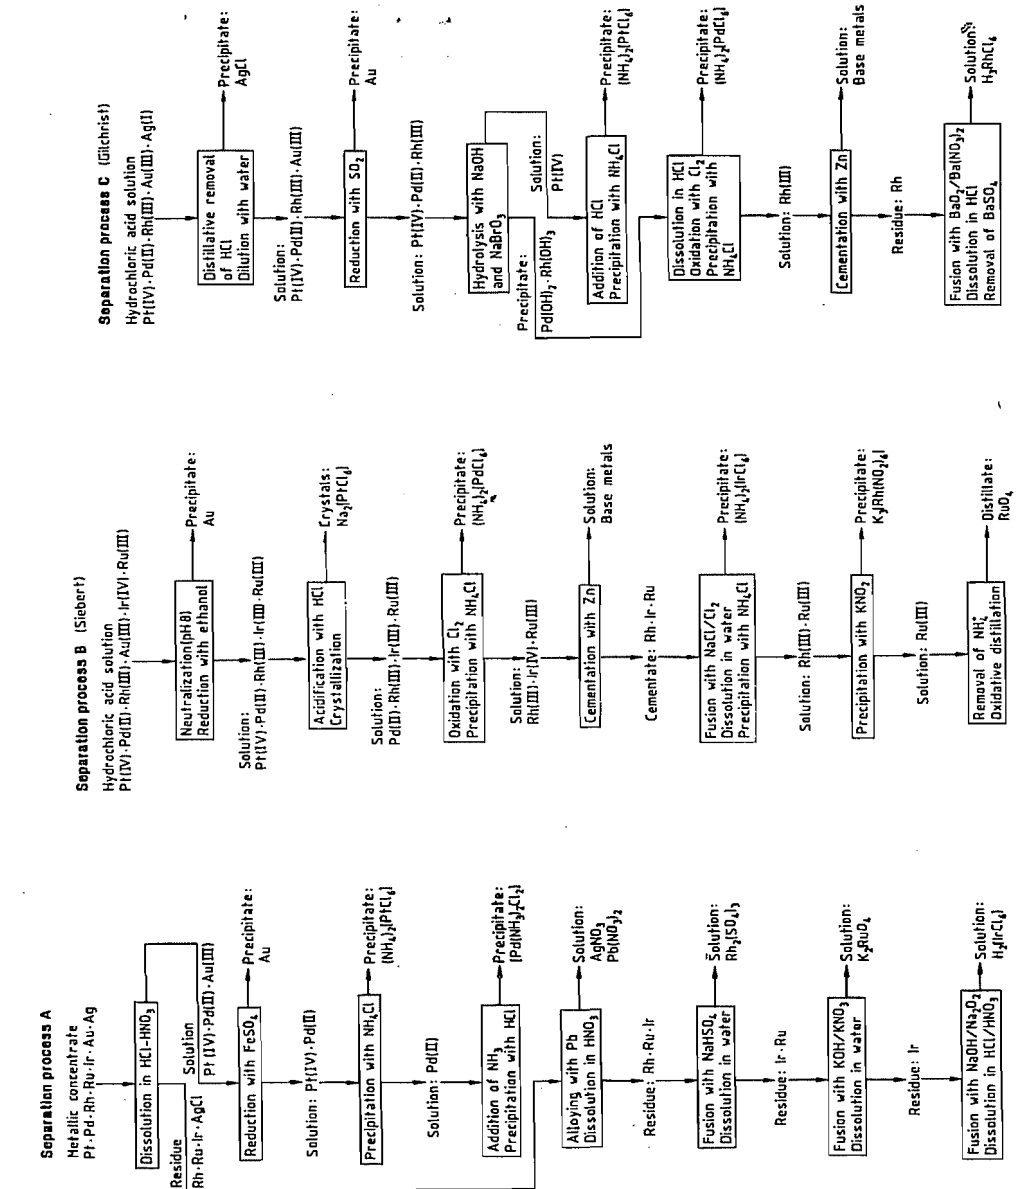 Separation process A
Metallic concentrate
Pt·Pd·Rh·Ru·Ir·Au·Ag
Dissolution in HCl-HNO₃
Residue
Rh·Ru·Ir·AgCl
Solution
Pt(IV)·Pd(II)·Au(III)
Reduction with FeSO₄
Precipitate:
Au
Solution: Pt(IV)·Pd(II)
Precipitation with NH₄Cl
Precipitate:
(NH₄)₂[PtCl₆]
Solution: Pd(II)
Addition of NH₃
Precipitation with HCl
Precipitate:
[Pd(NH₃)₂Cl₂]
Alloying with Pb
Dissolution in HNO₃
Solution:
AgNO₃
Pb(NO₃)₂
Residue: Rh·Ru·Ir
Fusion with NaHSO₄
Dissolution in water
Solution:
Rh₂(SO₄)₃
Residue: Ir·Ru
Fusion with KOH/KNO₃
Dissolution in water
Solution:
K₂RuO₄
Residue: Ir
Fusion with NaOH/Na₂O₂
Dissolution in HCl/HNO₃
Solution:
H₂[IrCl₆]
Separation process B (Siebert)
Hydrochloric acid solution
Pt(IV)·Pd(II)·Rh(III)·Au(III)·Ir(IV)·Ru(III)
Neutralization(pH8)
Reduction with ethanol
Precipitate:
Au
Solution:
Pt(IV)·Pd(II)·Rh(III)·Ir(III)·Ru(III)
Acidification with HCl
Crystallization
Crystals:
Na₂[PtCl₆]
Solution:
Pd(II)·Rh(III)·Ir(III)·Ru(III)
Oxidation with Cl₂
Precipitation with NH₄Cl
Precipitate:
(NH₄)₂[PdCl₆]
Solution:
Rh(III)·Ir(IV)·Ru(III)
Cementation with Zn
Solution:
Base metals
Cementate: Rh·Ir·Ru
Fusion with NaCl/Cl₂
Dissolution in water
Precipitation with NH₄Cl
Precipitate:
(NH₄)₂[IrCl₆]
Solution: Rh(III)·Ru(III)
Precipitation with KNO₂
Precipitate:
K₃[Rh(NO₂)₆]
Solution: Ru(III)
Removal of NH₄⁺
Oxidative distillation
Distillate:
RuO₄
Separation process C (Gilchrist)
Hydrochloric acid solution
Pt(IV)·Pd(II)·Rh(III)·Au(III)·Ag(I)
Distillative removal
of HCl
Dilution with water
Precipitate:
AgCl
Solution:
Pt(IV)·Pd(II)·Rh(III)·Au(III)
Reduction with SO₂
Precipitate:
Au
Solution: Pt(IV)·Pd(II)·Rh(III)
Hydrolysis with NaOH
and NaBrO₃
Precipitate:
Pd(OH)₂·Rh(OH)₃
Solution:
Pt(IV)
Addition of HCl
Precipitation with NH₄Cl
Precipitate:
(NH₄)₂[PtCl₆]
Dissolution in HCl
Oxidation with Cl₂
Precipitation with
NH₄Cl
Precipitate:
(NH₄)₂[PdCl₆]
Solution: Rh(III)
Cementation with Zn
Solution:
Base metals
Residue: Rh
Fusion with BaO₂/Ba(NO₃)₂
Dissolution in HCl
Removal of BaSO₄
Solution:
H₃RhCl₆